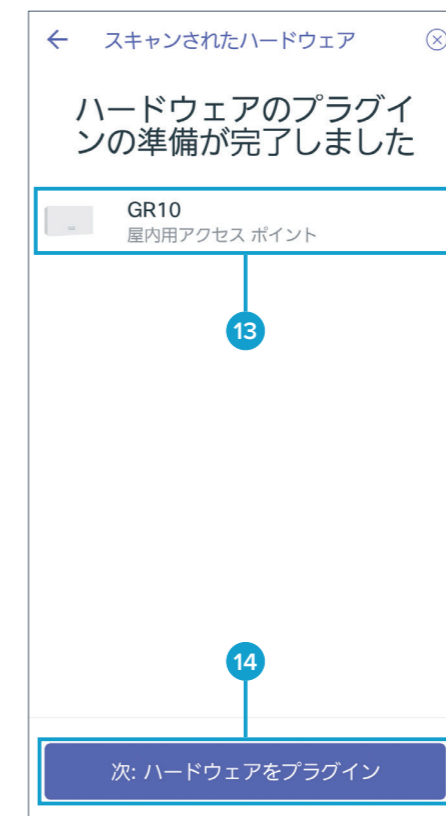 スキャンされたハードウェア
ハードウェアのプラグイ
ンの準備が完了しました
GR10
屋内用アクセス ポイント
13
14
次: ハードウェアをプラグイン